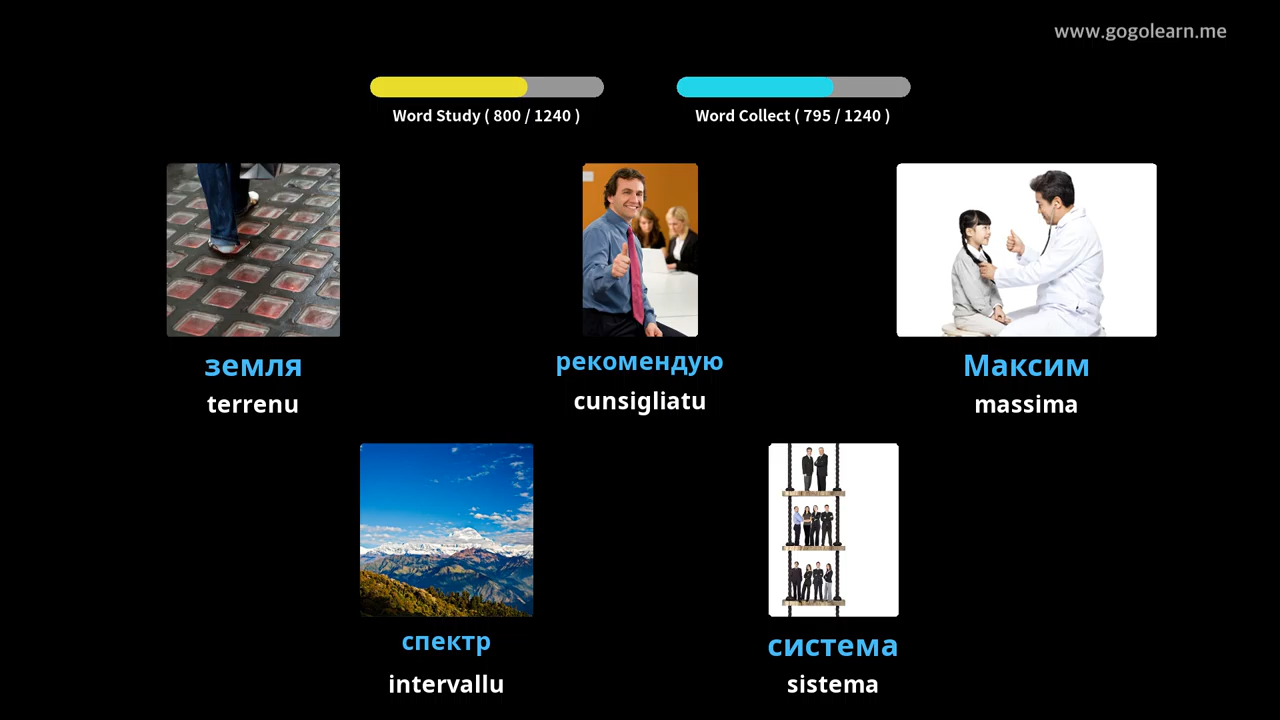 www.gogolearn.me
Word Study ( 800 / 1240 )
Word Collect ( 795 / 1240 )
земля
terrenu
рекомендую
cunsigliatu
Максим
massima
спектр
intervallu
система
sistema